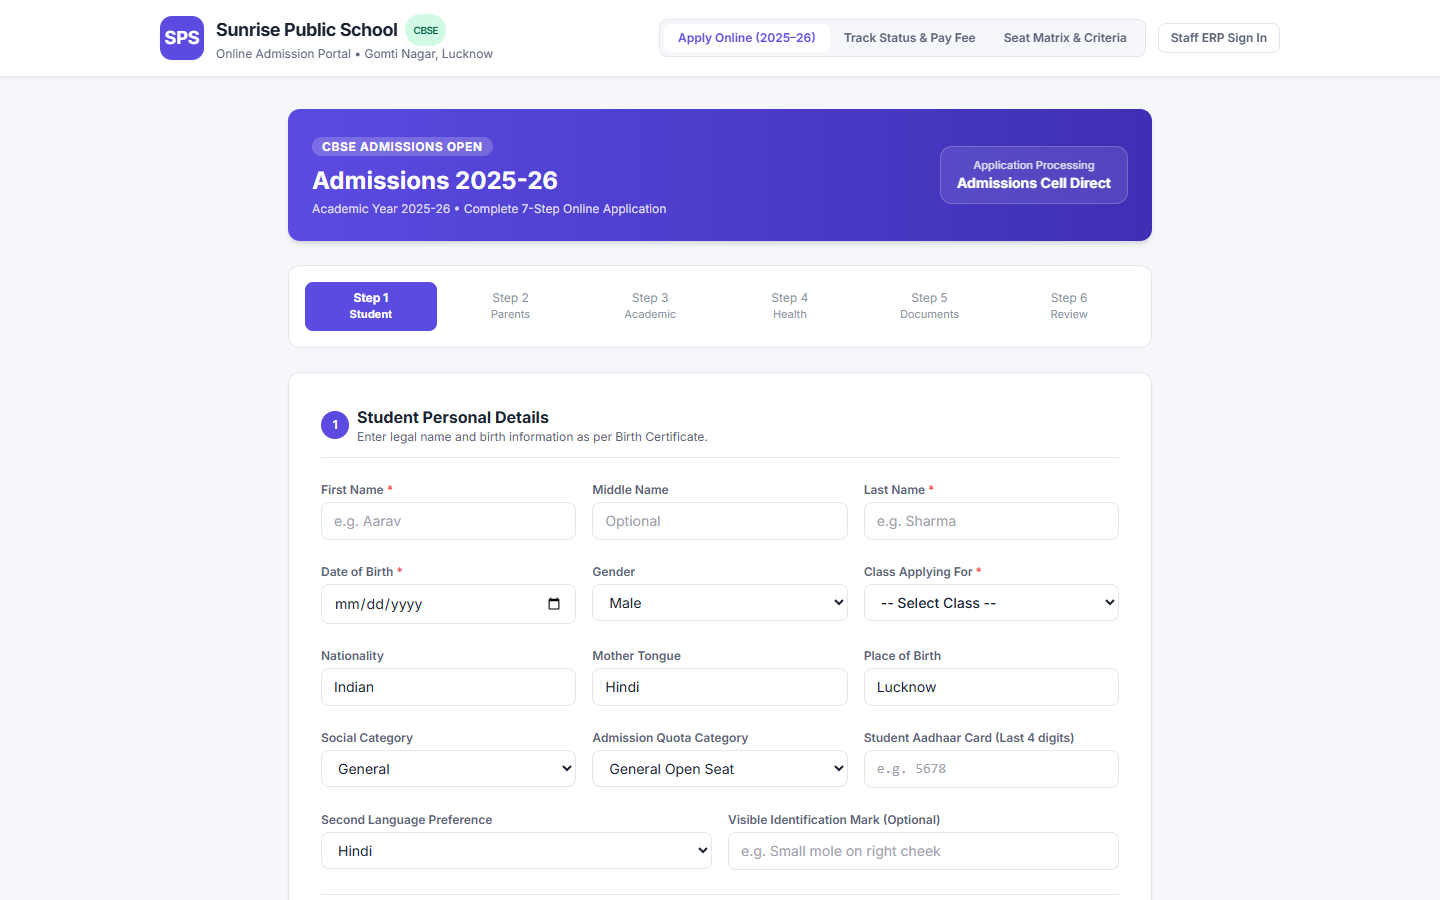 SPS
Sunrise Public School CBSE
Online Admission Portal • Gomti Nagar, Lucknow
Apply Online (2025–26) Track Status & Pay Fee Seat Matrix & Criteria Staff ERP Sign In
CBSE ADMISSIONS OPEN
Admissions 2025-26
Academic Year 2025-26 • Complete 7-Step Online Application
Application Processing
Admissions Cell Direct
Step 1 Step 2 Step 3 Step 4 Step 5 Step 6
Student Parents Academic Health Documents Review
1 Student Personal Details
Enter legal name and birth information as per Birth Certificate.
First Name * Middle Name Last Name *
e.g. Aarav Optional e.g. Sharma
Date of Birth * Gender Class Applying For *
mm/dd/yyyy Male -- Select Class --
Nationality Mother Tongue Place of Birth
Indian Hindi Lucknow
Social Category Admission Quota Category Student Aadhaar Card (Last 4 digits)
General General Open Seat e.g. 5678
Second Language Preference Visible Identification Mark (Optional)
Hindi e.g. Small mole on right cheek